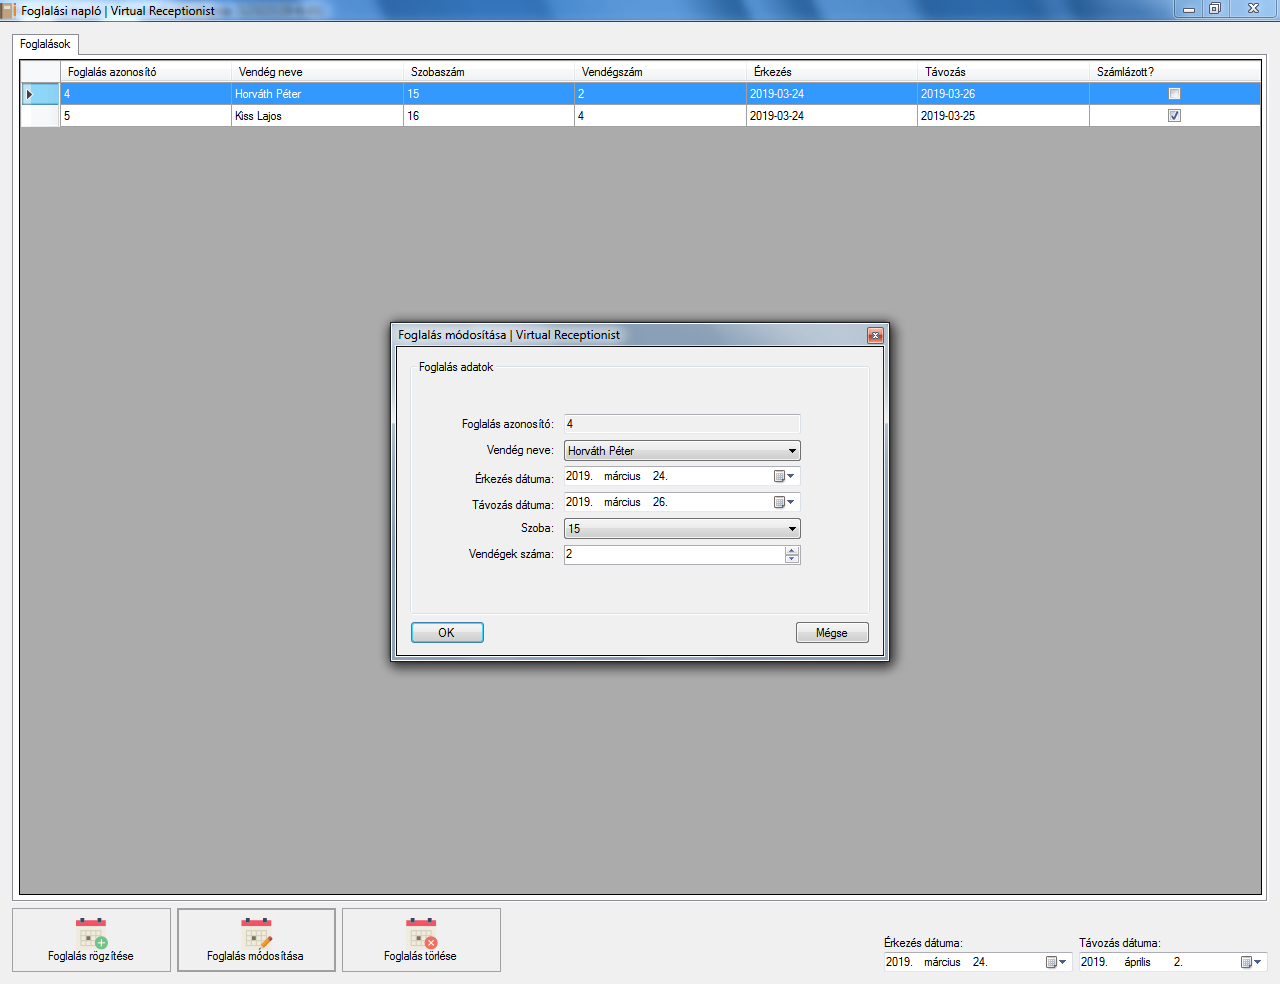 Foglalási napló | Virtual Receptionist
Foglalások
Foglalás azonosító Vendég neve Szobaszám Vendégszám Érkezés Távozás Számlázott?
4 Horváth Péter 15 2 2019-03-24 2019-03-26
5 Kiss Lajos 16 4 2019-03-24 2019-03-25
Foglalás módosítása | Virtual Receptionist
Foglalás adatok
Foglalás azonosító: 4
Vendég neve: Horváth Péter
Érkezés dátuma: 2019. március 24.
Távozás dátuma: 2019. március 26.
Szoba: 15
Vendégek száma: 2
OK Mégse
Foglalás rögzítése Foglalás módosítása Foglalás törlése
Érkezés dátuma: Távozás dátuma:
2019. március 24. 2019. április 2.